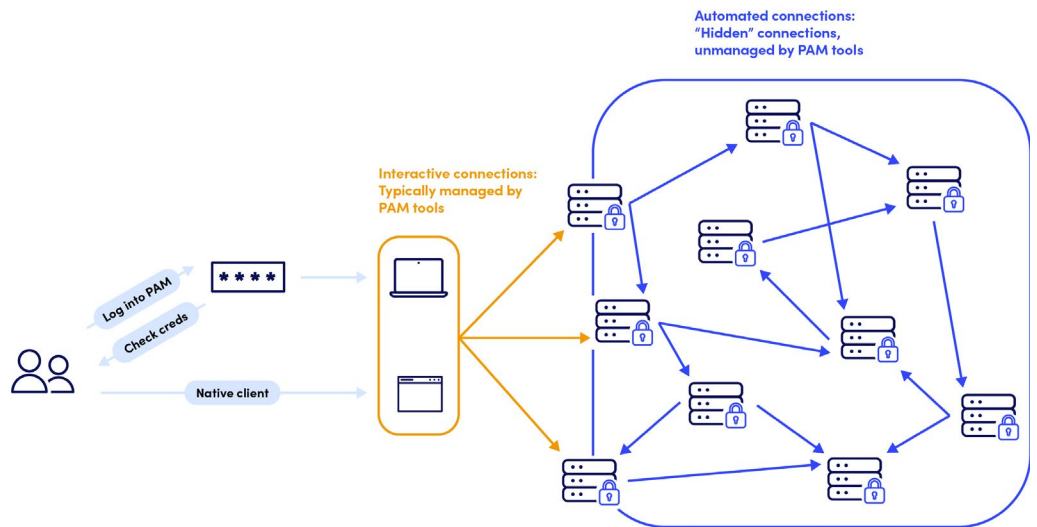 Automated connections:
“Hidden” connections,
unmanaged by PAM tools
Interactive connections:
Typically managed by
PAM tools
* * * *
Log into PAM
Check creds
Native client